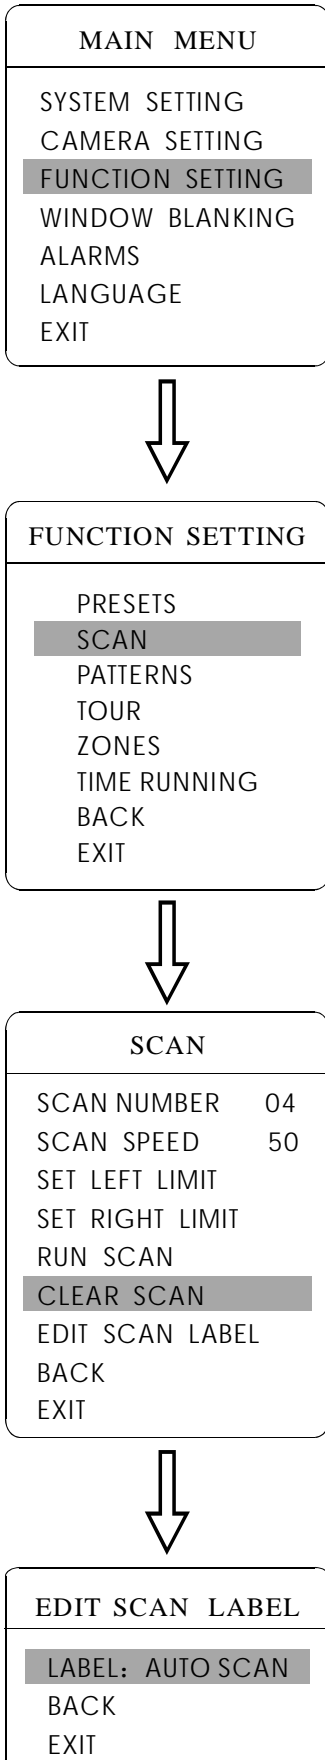 MAIN MENU
SYSTEM SETTING
CAMERA SETTING
FUNCTION SETTING
WINDOW BLANKING
ALARMS
LANGUAGE
EXIT
FUNCTION SETTING
PRESETS
SCAN
PATTERNS
TOUR
ZONES
TIME RUNNING
BACK
EXIT
SCAN
SCAN NUMBER 04
SCAN SPEED 50
SET LEFT LIMIT
SET RIGHT LIMIT
RUN SCAN
CLEAR SCAN
EDIT SCAN LABEL
BACK
EXIT
EDIT SCAN LABEL
LABEL：AUTO SCAN
BACK
EXIT